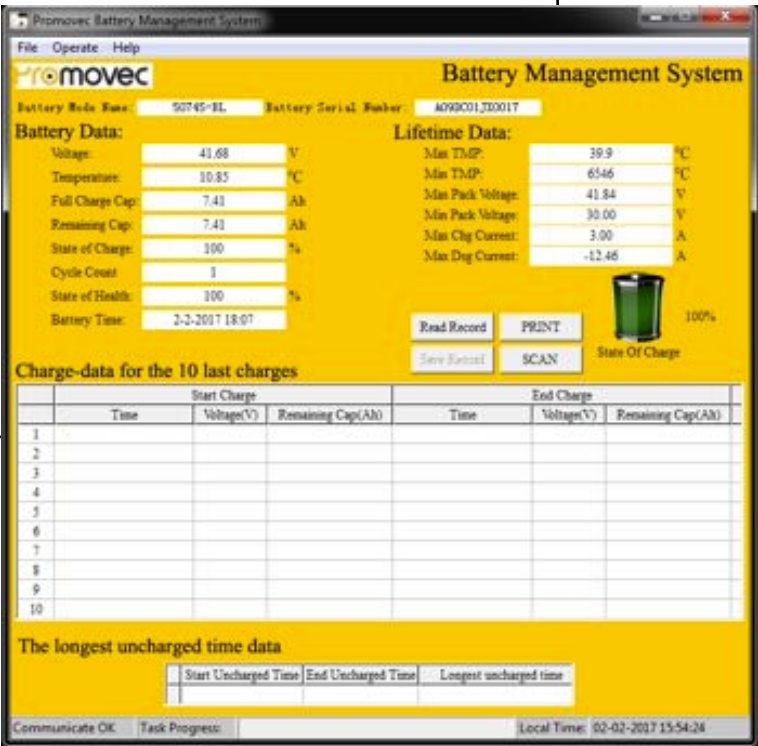 Promovec Battery Management System
File Operate Help
Promovec
Battery Management System
Battery Mode Name: 50745-BL Battery Serial Number: A09BC01JI0017
Battery Data:
Voltage: 41.68 V
Temperature: 10.85 °C
Full Charge Cap: 7.41 Ah
Remaining Cap: 7.41 Ah
State of Charge: 100 %
Cycle Count 1
State of Health: 100 %
Battery Time: 2-2-2017 18:07
Lifetime Data:
Max TMP: 39.9 °C
Min TMP: 6546 °C
Max Pack Voltage: 41.84 V
Min Pack Voltage: 30.00 V
Max Chg Current: 3.00 A
Max Dsg Current: -12.46 A
Read Record PRINT
Save Record SCAN
100%
State Of Charge
Charge-data for the 10 last charges
Start Charge End Charge
Time Voltage(V) Remaining Cap(Ah) Time Voltage(V) Remaining Cap(Ah)
1
2
3
4
5
6
7
8
9
10
The longest uncharged time data
Start Uncharged Time End Uncharged Time Longest uncharged time
Communicate OK Task Progress: Local Time: 02-02-2017 15:54:24